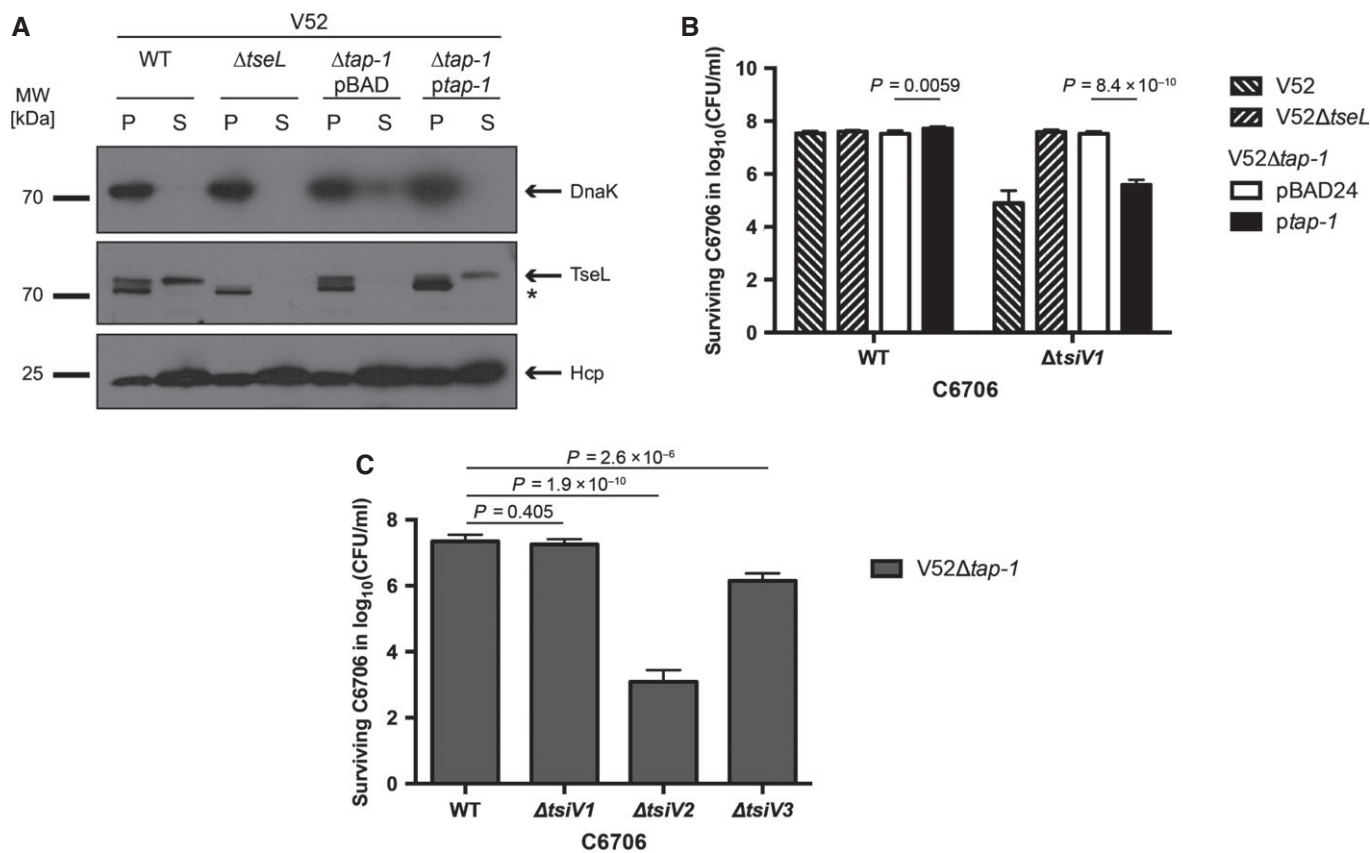 A
V52
WT ΔtseL Δtap-1 pBAD Δtap-1 ptap-1
MW [kDa]
P S P S P S P S
70 DnaK
TselL
70 *
25 Hcp
B
Surviving C6706 in log10(CFU/ml)
10
8
6
4
2
0
P = 0.0059
P = 8.4 × 10⁻¹⁰
WT ΔtsiV1
C6706
V52
V52ΔtseL
V52Δtap-1
pBAD24
ptap-1
C
Surviving C6706 in log10(CFU/ml)
8
6
4
2
0
P = 2.6 × 10⁻⁶
P = 1.9 × 10⁻¹⁰
P = 0.405
WT ΔtsiV1 ΔtsiV2 ΔtsiV3
C6706
V52Δtap-1